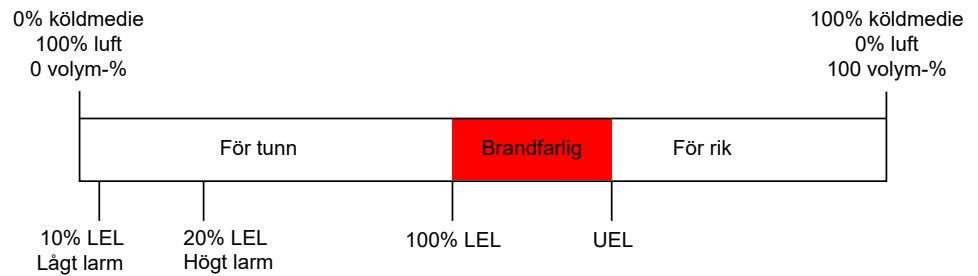 0% köldmedie
100% luft
0 volym-%
100% köldmedie
0% luft
100 volym-%
För tunn
Brandfarlig
För rik
10% LEL
Lågt larm
20% LEL
Högt larm
100% LEL
UEL